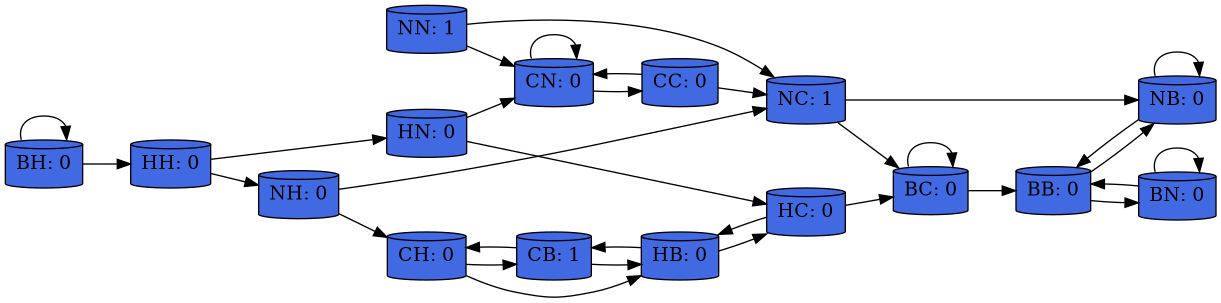 NN: 1
CN: 0
CC: 0
NC: 1
NB: 0
HN: 0
BH: 0
HH: 0
NH: 0
HC: 0
BC: 0
BB: 0
BN: 0
CH: 0
CB: 1
HB: 0